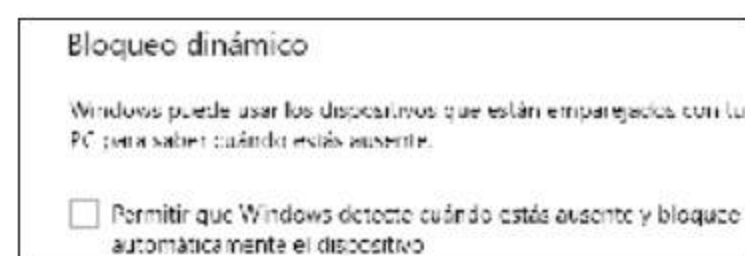 Bloqueo dinámico
Windows puede usar los dispositivos que están emparejados con tu
PC para saber cuándo estás ausente.
Permitir que Windows detecte cuándo estás ausente y bloquee
automáticamente el dispositivo